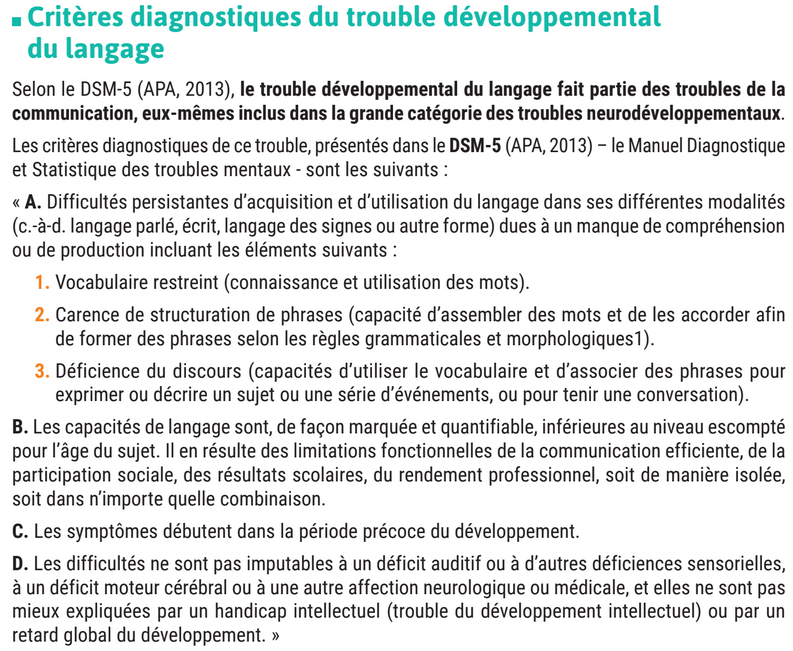 Critères diagnostiques du trouble développemental
du langage
Selon le DSM-5 (APA, 2013), le trouble développemental du langage fait partie des troubles de la
communication, eux-mêmes inclus dans la grande catégorie des troubles neurodéveloppementaux.
Les critères diagnostiques de ce trouble, présentés dans le DSM-5 (APA, 2013) – le Manuel Diagnostique
et Statistique des troubles mentaux - sont les suivants :
« A. Difficultés persistantes d'acquisition et d'utilisation du langage dans ses différentes modalités
(c.-à-d. langage parlé, écrit, langage des signes ou autre forme) dues à un manque de compréhension
ou de production incluant les éléments suivants :
1. Vocabulaire restreint (connaissance et utilisation des mots).
2. Carence de structuration de phrases (capacité d'assembler des mots et de les accorder afin
de former des phrases selon les règles grammaticales et morphologiques1).
3. Déficience du discours (capacités d'utiliser le vocabulaire et d'associer des phrases pour
exprimer ou décrire un sujet ou une série d'événements, ou pour tenir une conversation).
B. Les capacités de langage sont, de façon marquée et quantifiable, inférieures au niveau escompté
pour l'âge du sujet. Il en résulte des limitations fonctionnelles de la communication efficiente, de la
participation sociale, des résultats scolaires, du rendement professionnel, soit de manière isolée,
soit dans n'importe quelle combinaison.
C. Les symptômes débutent dans la période précoce du développement.
D. Les difficultés ne sont pas imputables à un déficit auditif ou à d'autres déficiences sensorielles,
à un déficit moteur cérébral ou à une autre affection neurologique ou médicale, et elles ne sont pas
mieux expliquées par un handicap intellectuel (trouble du développement intellectuel) ou par un
retard global du développement. »